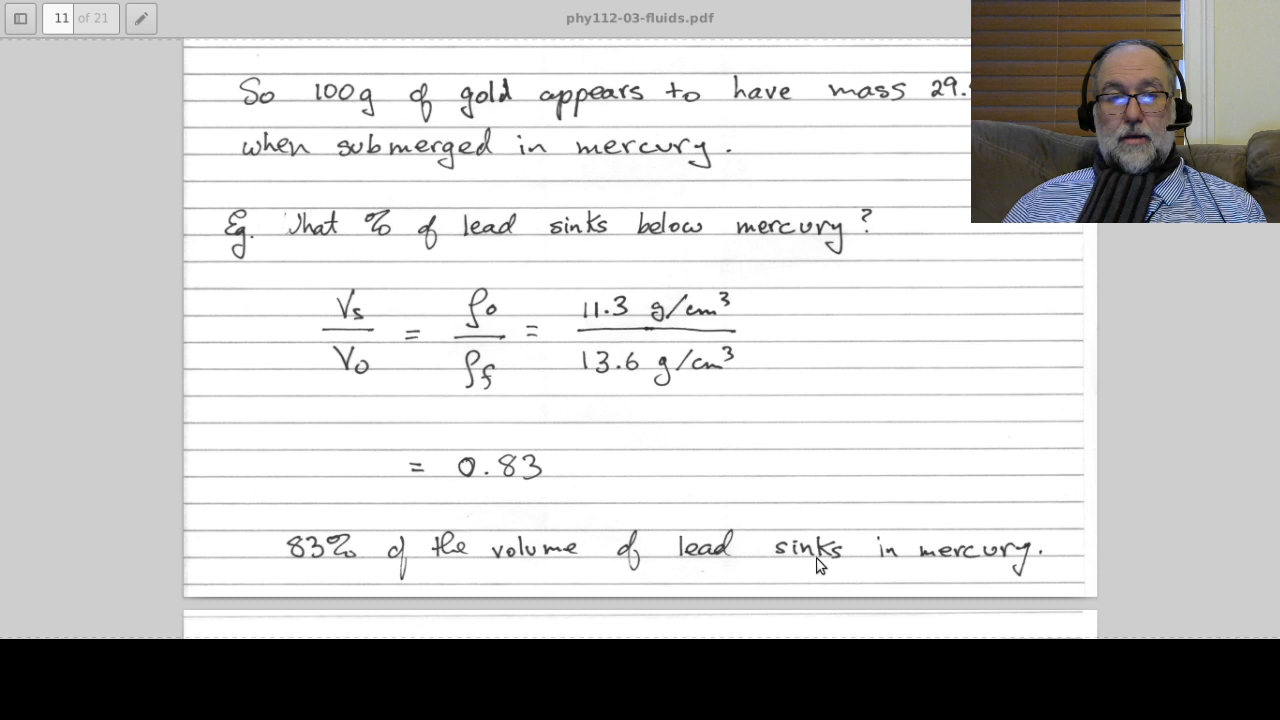 11 of 21
phy112-03-fluids.pdf
So 100g of gold appears to have mass 29.
when submerged in mercury.
Eg. What % of lead sinks below mercury?
Vs / Vo = ρo / ρf = 11.3 g/cm³ / 13.6 g/cm³
= 0.83
83% of the volume of lead sinks in mercury.